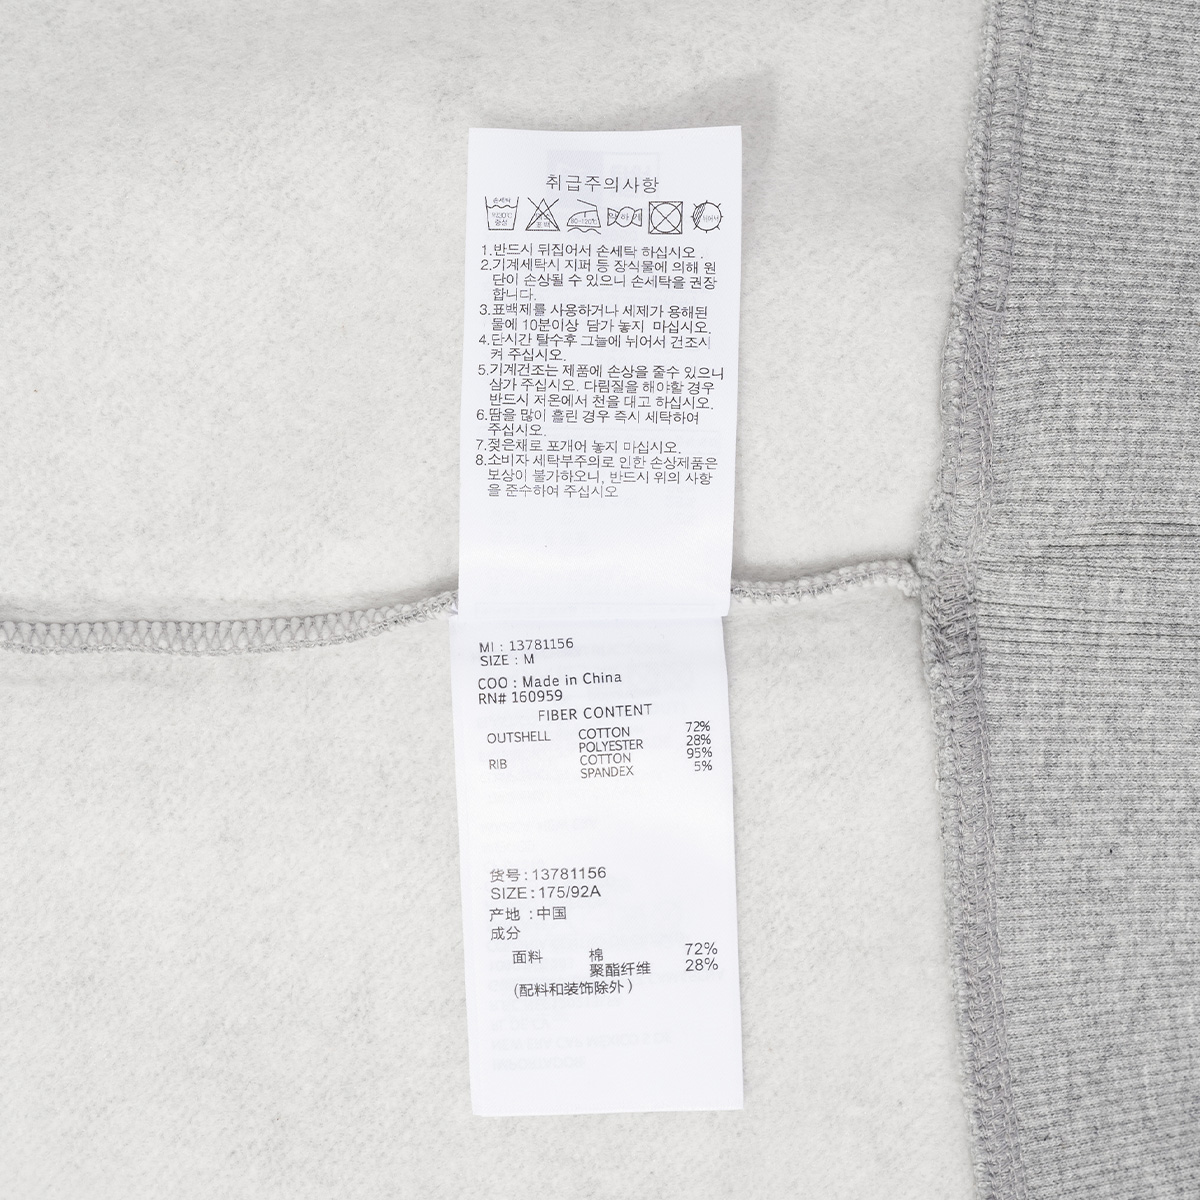 취급주의사항
손세탁
약30℃
중성
80-120℃
약하게
1.반드시 뒤집어서 손세탁 하십시오 .
2.기계세탁시 지퍼 등 장식물에 의해 원
단이 손상될 수 있으니 손세탁을 권장
합니다.
3.표백제를 사용하거나 세제가 용해된
물에 10분이상 담가 놓지 마십시오.
4.단시간 탈수후 그늘에 뉘어서 건조시
켜 주십시오.
5.기계건조는 제품에 손상을 줄수 있으니
삼가 주십시오. 다림질을 해야할 경우
반드시 저온에서 천을 대고 하십시오.
6.땀을 많이 흘린 경우 즉시 세탁하여
주십시오.
7.젖은채로 포개어 놓지 마십시오.
8.소비자 세탁부주의로 인한 손상제품은
보상이 불가하오니, 반드시 위의 사항
을 준수하여 주십시오
MI : 13781156
SIZE : M
COO : Made in China
RN# 160959
FIBER CONTENT
OUTSHELL COTTON 72%
POLYESTER 28%
RIB COTTON 95%
SPANDEX 5%
货号:13781156
SIZE:175/92A
产地 :中国
成分
面料 棉 72%
聚酯纤维 28%
(配料和装饰除外)